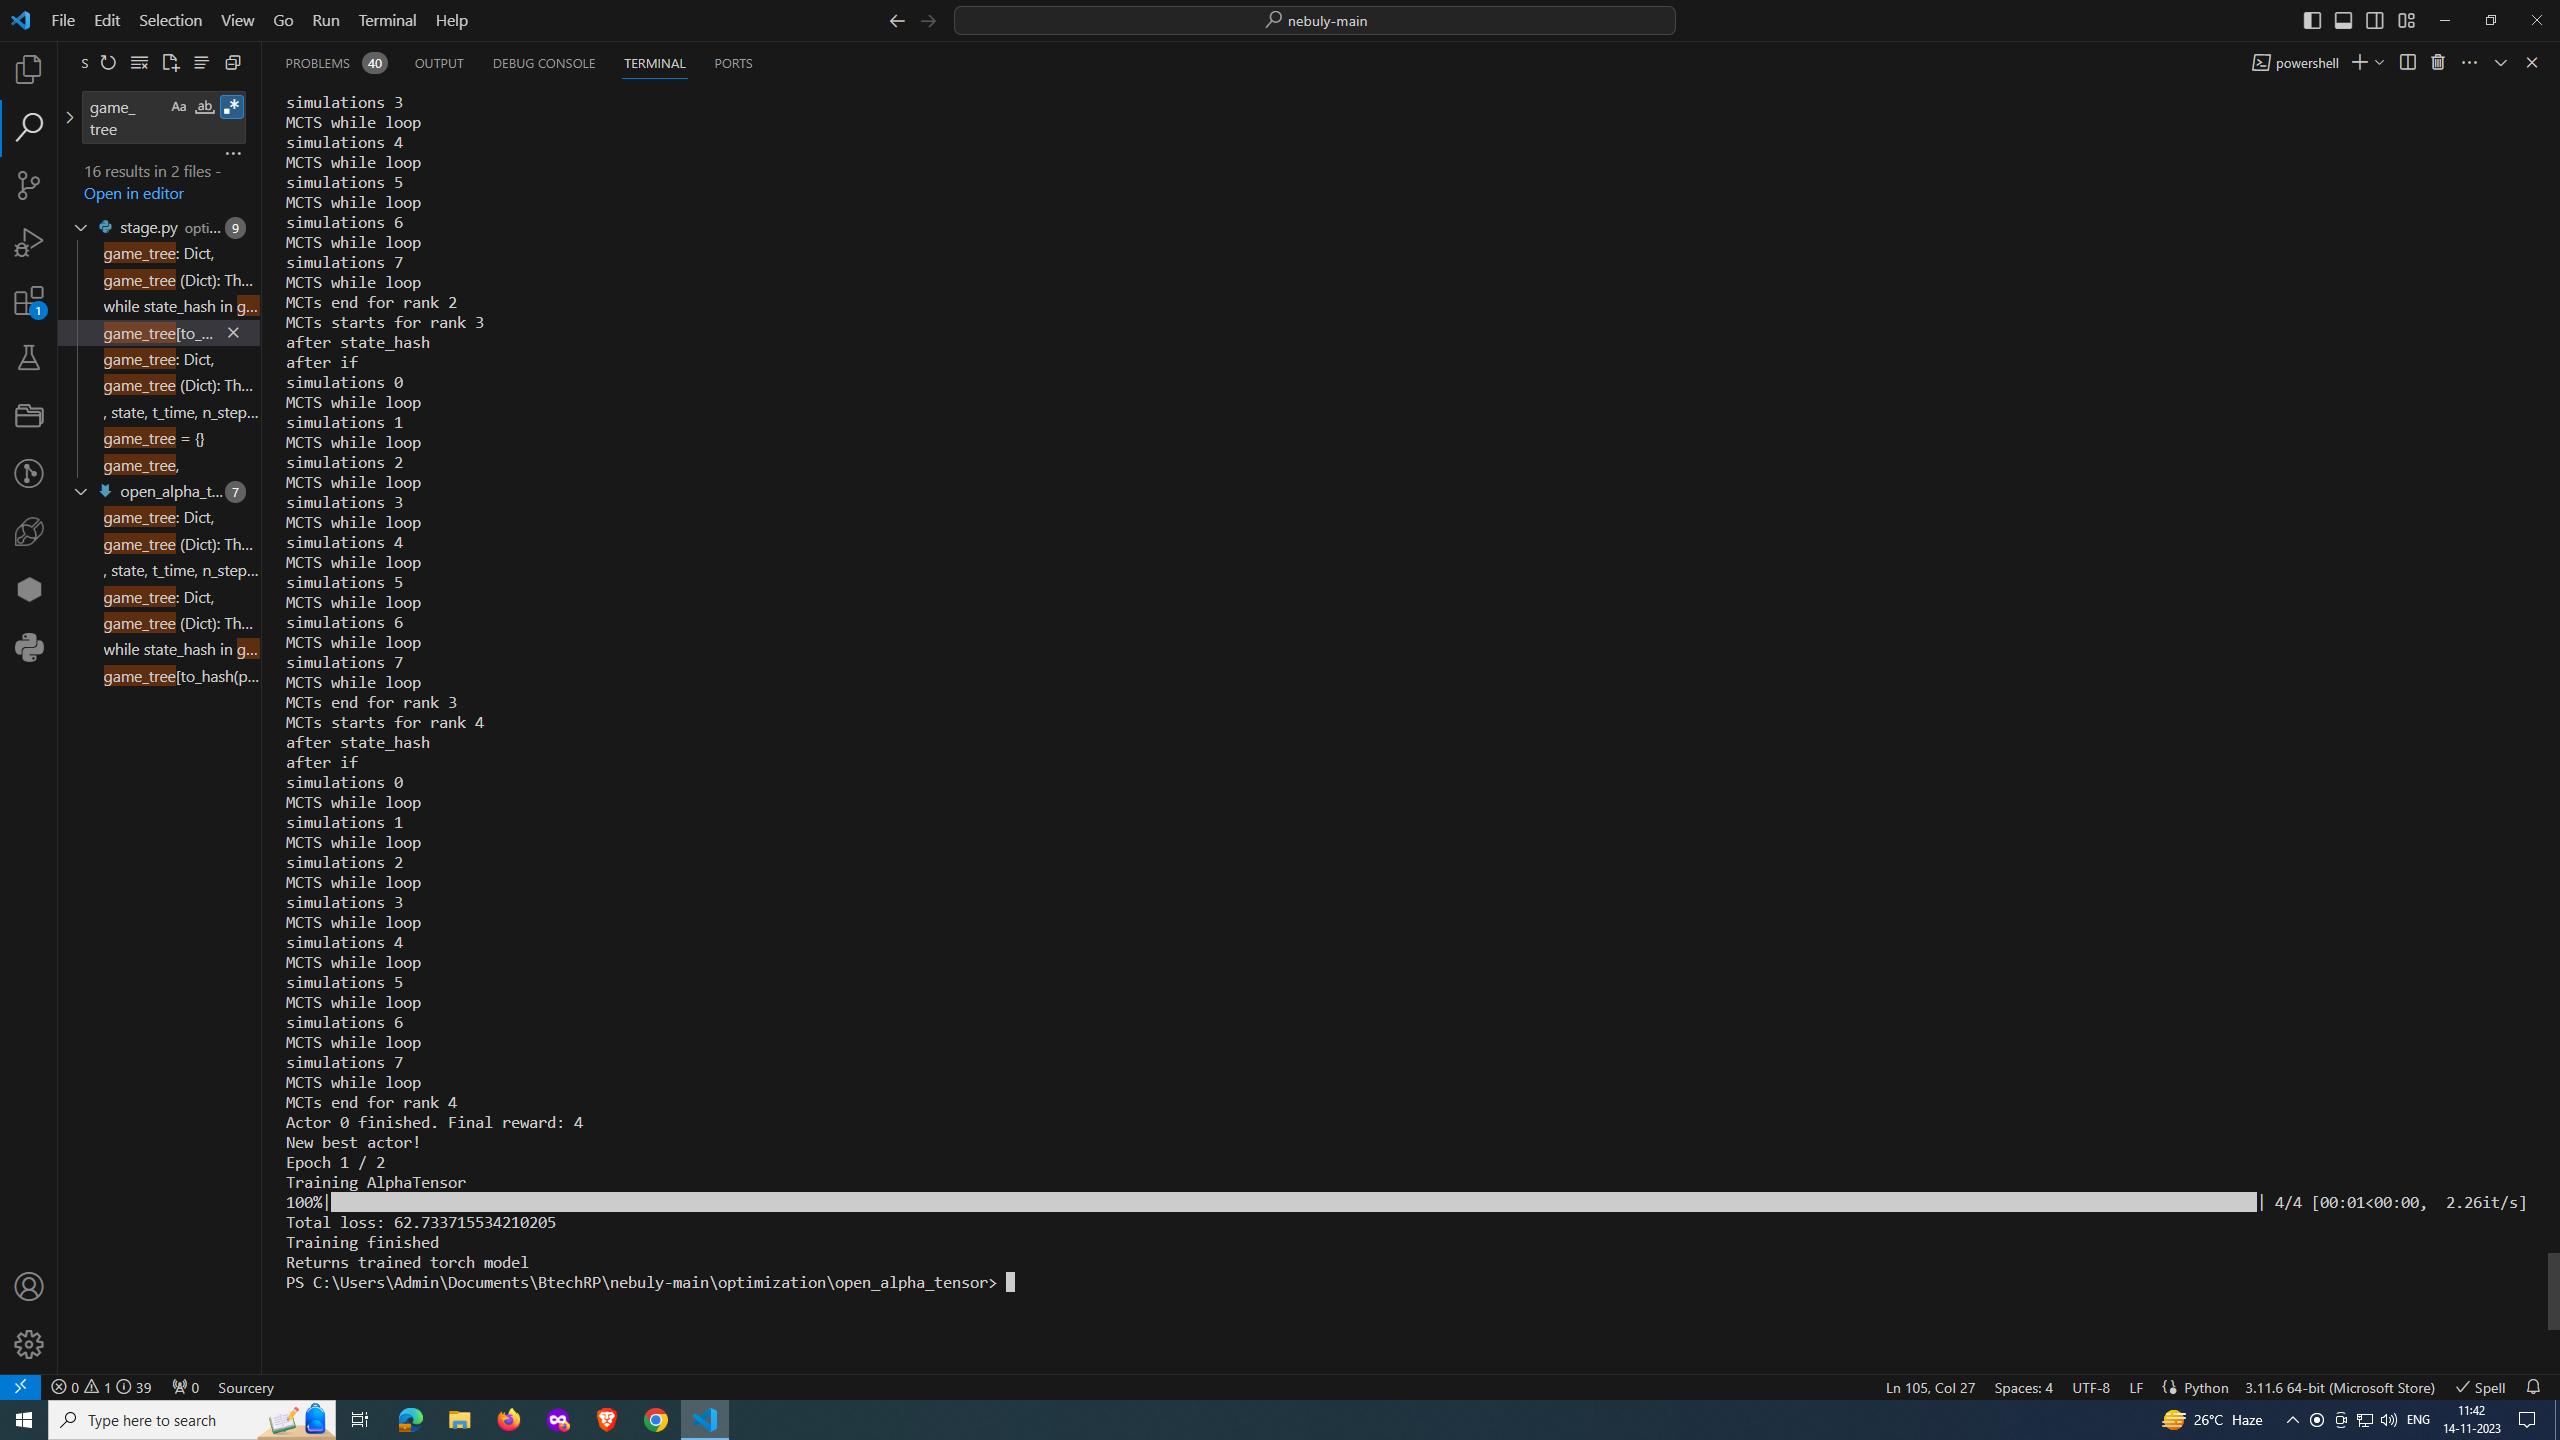 File Edit Selection View Go Run Terminal Help
nebuly-main
S
PROBLEMS 40 OUTPUT DEBUG CONSOLE TERMINAL PORTS
powershell
game_
tree
Aa ab
16 results in 2 files -
Open in editor
stage.py opti... 9
game_tree: Dict,
game_tree (Dict): Th...
while state_hash in g...
game_tree[to_...
game_tree: Dict,
game_tree (Dict): Th...
, state, t_time, n_step...
game_tree = {}
game_tree,
open_alpha_t... 7
game_tree: Dict,
game_tree (Dict): Th...
, state, t_time, n_step...
game_tree: Dict,
game_tree (Dict): Th...
while state_hash in g...
game_tree[to_hash(p...
1
simulations 3
MCTS while loop
simulations 4
MCTS while loop
simulations 5
MCTS while loop
simulations 6
MCTS while loop
simulations 7
MCTS while loop
MCTs end for rank 2
MCTs starts for rank 3
after state_hash
after if
simulations 0
MCTS while loop
simulations 1
MCTS while loop
simulations 2
MCTS while loop
simulations 3
MCTS while loop
simulations 4
MCTS while loop
simulations 5
MCTS while loop
simulations 6
MCTS while loop
simulations 7
MCTS while loop
MCTs end for rank 3
MCTs starts for rank 4
after state_hash
after if
simulations 0
MCTS while loop
simulations 1
MCTS while loop
simulations 2
MCTS while loop
simulations 3
MCTS while loop
simulations 4
MCTS while loop
simulations 5
MCTS while loop
simulations 6
MCTS while loop
simulations 7
MCTS while loop
MCTs end for rank 4
Actor 0 finished. Final reward: 4
New best actor!
Epoch 1 / 2
Training AlphaTensor
100%| | 4/4 [00:01<00:00, 2.26it/s]
Total loss: 62.733715534210205
Training finished
Returns trained torch model
PS C:\Users\Admin\Documents\BtechRP\nebuly-main\optimization\open_alpha_tensor>
0 1 39 0 Sourcery
Ln 105, Col 27 Spaces: 4 UTF-8 LF Python 3.11.6 64-bit (Microsoft Store) Spell
Type here to search
26°C Haze ENG
11:42
14-11-2023